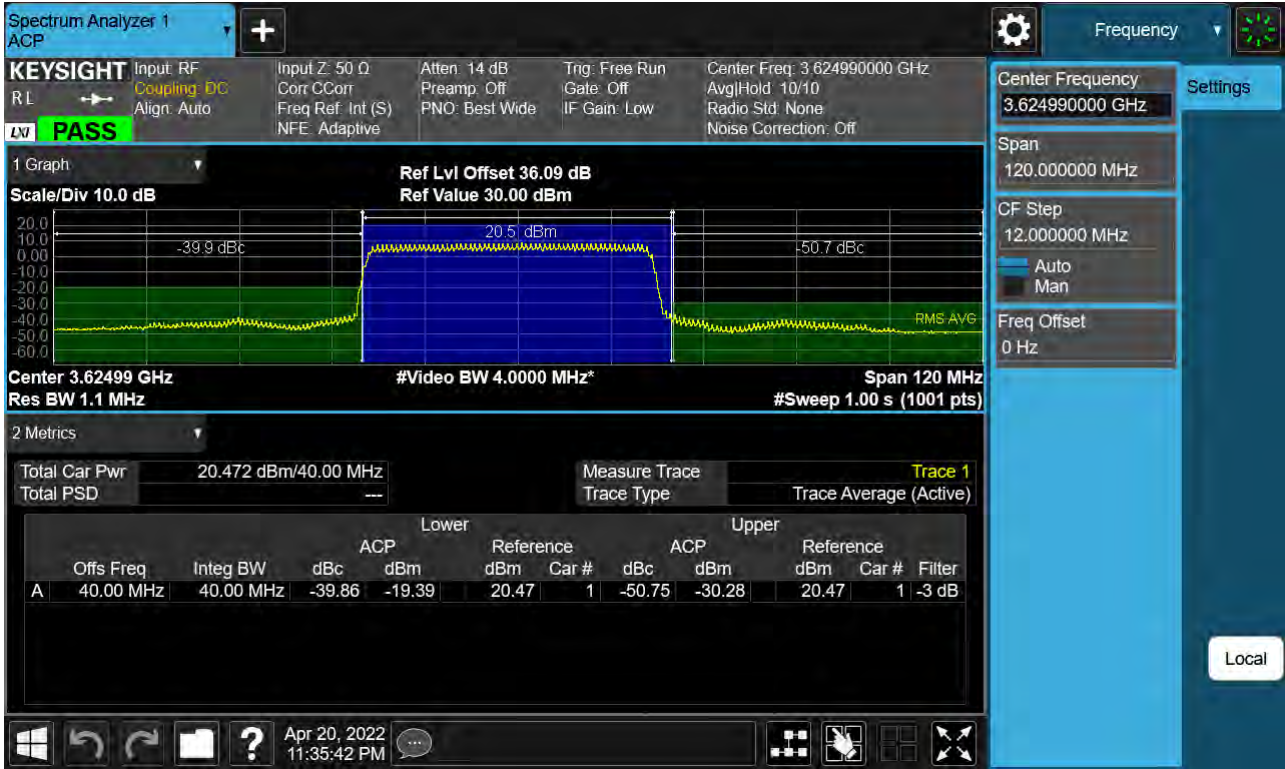 Spectrum Analyzer 1
ACP
+
Frequency
KEYSIGHT
Input: RF
Coupling: DC
Align: Auto
Input Z: 50 Ω
Corr CCorr
Freq Ref: Int (S)
NFE: Adaptive
Atten: 14 dB
Preamp: Off
PNO: Best Wide
Trig: Free Run
Gate: Off
IF Gain: Low
Center Freq: 3.624990000 GHz
Avg|Hold: 10/10
Radio Std: None
Noise Correction: Off
R L
LXI PASS
Center Frequency
3.624990000 GHz
Settings
Span
120.000000 MHz
CF Step
12.000000 MHz
Auto
Man
Freq Offset
0 Hz
Local
1 Graph
Scale/Div 10.0 dB
Ref Lvl Offset 36.09 dB
Ref Value 30.00 dBm
20.0
10.0
0.00
-10.0
-20.0
-30.0
-40.0
-50.0
-60.0
-39.9 dBc
20.5 dBm
-50.7 dBc
RMS AVG
Center 3.62499 GHz
#Video BW 4.0000 MHz*
Span 120 MHz
Res BW 1.1 MHz
#Sweep 1.00 s (1001 pts)
2 Metrics
Total Car Pwr 20.472 dBm/40.00 MHz
Total PSD ---
Measure Trace Trace 1
Trace Type Trace Average (Active)
Lower Upper
ACP Reference ACP Reference
Offs Freq Integ BW dBc dBm dBm Car # dBc dBm dBm Car # Filter
A 40.00 MHz 40.00 MHz -39.86 -19.39 20.47 1 -50.75 -30.28 20.47 1 -3 dB
?
Apr 20, 2022
11:35:42 PM